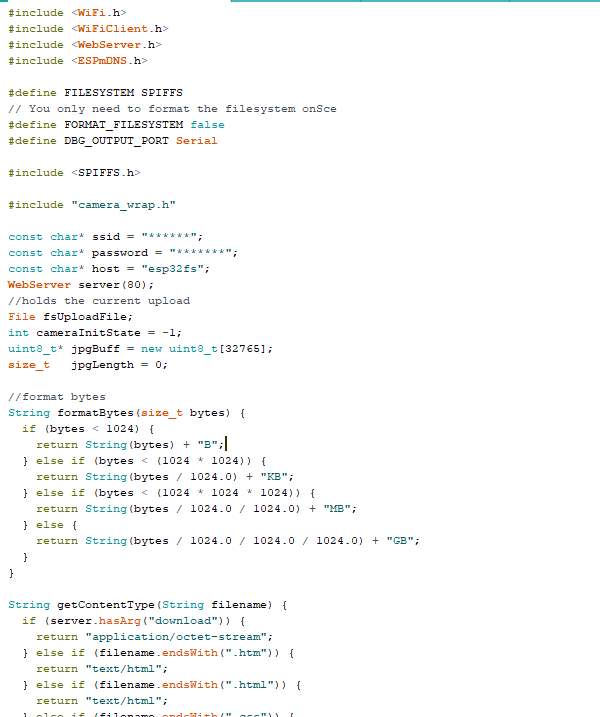 #include <WiFi.h>
#include <WiFiClient.h>
#include <WebServer.h>
#include <ESPmDNS.h>

#define FILESYSTEM SPIFFS
// You only need to format the filesystem onSce
#define FORMAT_FILESYSTEM false
#define DBG_OUTPUT_PORT Serial

#include <SPIFFS.h>

#include "camera_wrap.h"

const char* ssid = "******";
const char* password = "*******";
const char* host = "esp32fs";
WebServer server(80);
//holds the current upload
File fsUploadFile;
int cameraInitState = -1;
uint8_t* jpgBuff = new uint8_t[32765];
size_t   jpgLength = 0;

//format bytes
String formatBytes(size_t bytes) {
  if (bytes < 1024) {
    return String(bytes) + "B";
  } else if (bytes < (1024 * 1024)) {
    return String(bytes / 1024.0) + "KB";
  } else if (bytes < (1024 * 1024 * 1024)) {
    return String(bytes / 1024.0 / 1024.0) + "MB";
  } else {
    return String(bytes / 1024.0 / 1024.0 / 1024.0) + "GB";
  }
}

String getContentType(String filename) {
  if (server.hasArg("download")) {
    return "application/octet-stream";
  } else if (filename.endsWith(".htm")) {
    return "text/html";
  } else if (filename.endsWith(".html")) {
    return "text/html";
  } else if (filename.endsWith(".css")) {